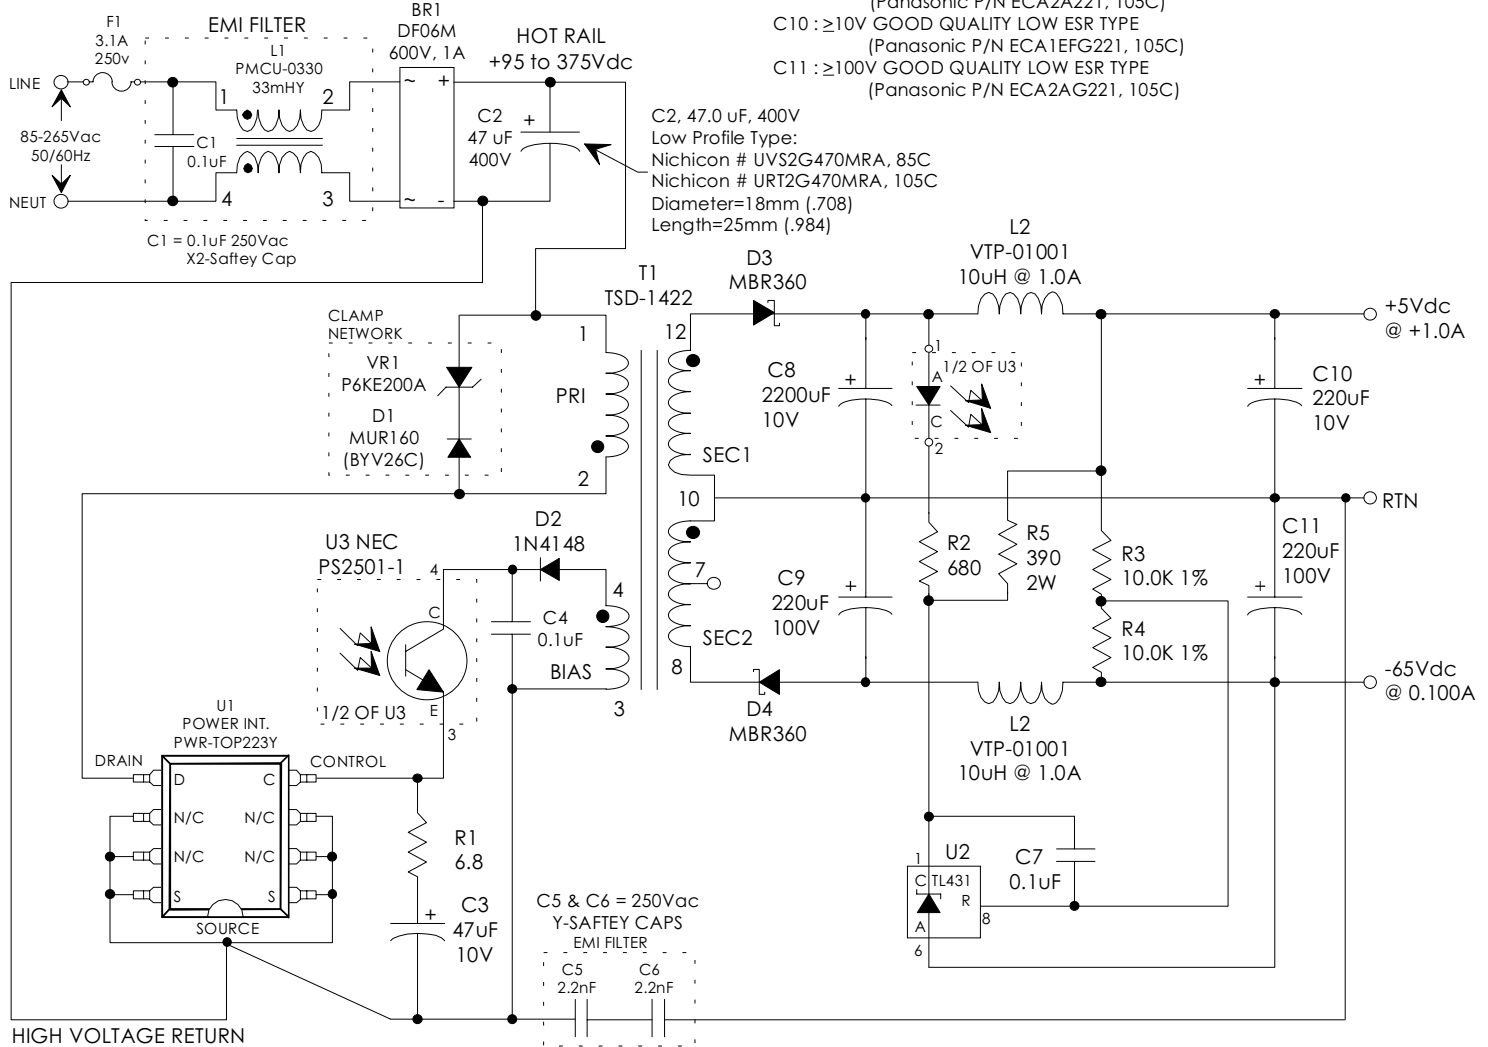 (Panasonic P/N ECA2A221, 105C)
C10 : ≥10V GOOD QUALITY LOW ESR TYPE
(Panasonic P/N ECA1EFG221, 105C)
C11 : ≥100V GOOD QUALITY LOW ESR TYPE
(Panasonic P/N ECA2AG221, 105C)
F1
3.1A
250v
EMI FILTER
L1
PMCU-0330
33mHY
BR1
DF06M
600V, 1A
HOT RAIL
+95 to 375Vdc
LINE
85-265Vac
50/60Hz
NEUT
1
2
4
3
C1
0.1uF
~
+
~
-
C2
47 uF
400V
+
C2, 47.0 uF, 400V
Low Profile Type:
Nichicon # UVS2G470MRA, 85C
Nichicon # URT2G470MRA, 105C
Diameter=18mm (.708)
Length=25mm (.984)
C1 = 0.1uF 250Vac
X2-Saftey Cap
CLAMP
NETWORK
VR1
P6KE200A
D1
MUR160
(BYV26C)
T1
TSD-1422
1
PRI
2
12
SEC1
10
7
SEC2
8
4
BIAS
3
D3
MBR360
L2
VTP-01001
10uH @ 1.0A
+5Vdc
@ +1.0A
C8
2200uF
10V
+
1
1/2 OF U3
A
C
2
+
C10
220uF
10V
RTN
R2
680
R5
390
2W
R3
10.0K 1%
R4
10.0K 1%
C11
220uF
100V
+
C9
220uF
100V
+
D4
MBR360
L2
VTP-01001
10uH @ 1.0A
-65Vdc
@ 0.100A
D2
1N4148
U3 NEC
PS2501-1
4
C
E
3
1/2 OF U3
C4
0.1uF
U1
POWER INT.
PWR-TOP223Y
DRAIN
CONTROL
D
C
N/C
N/C
N/C
N/C
S
S
SOURCE
R1
6.8
C3
47uF
10V
+
C5 & C6 = 250Vac
Y-SAFTEY CAPS
EMI FILTER
C5
2.2nF
C6
2.2nF
1
U2
C
TL431
R
A
8
6
C7
0.1uF
HIGH VOLTAGE RETURN